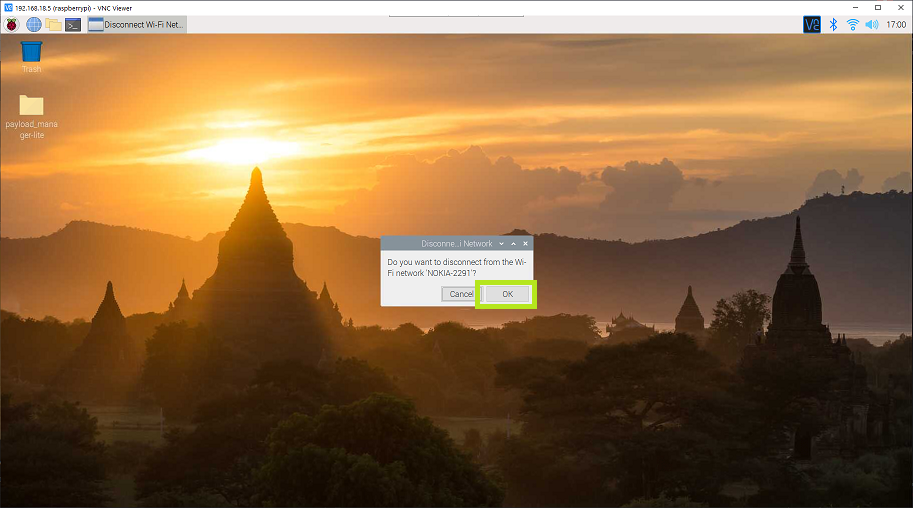 192.168.18.5 (raspberrypi) - VNC Viewer
Disconnect Wi-Fi Net...
17:00
Trash
payload_mana
ger-lite
Disconne...i Network
Do you want to disconnect from the Wi-
Fi network 'NOKIA-2291'?
Cancel
OK